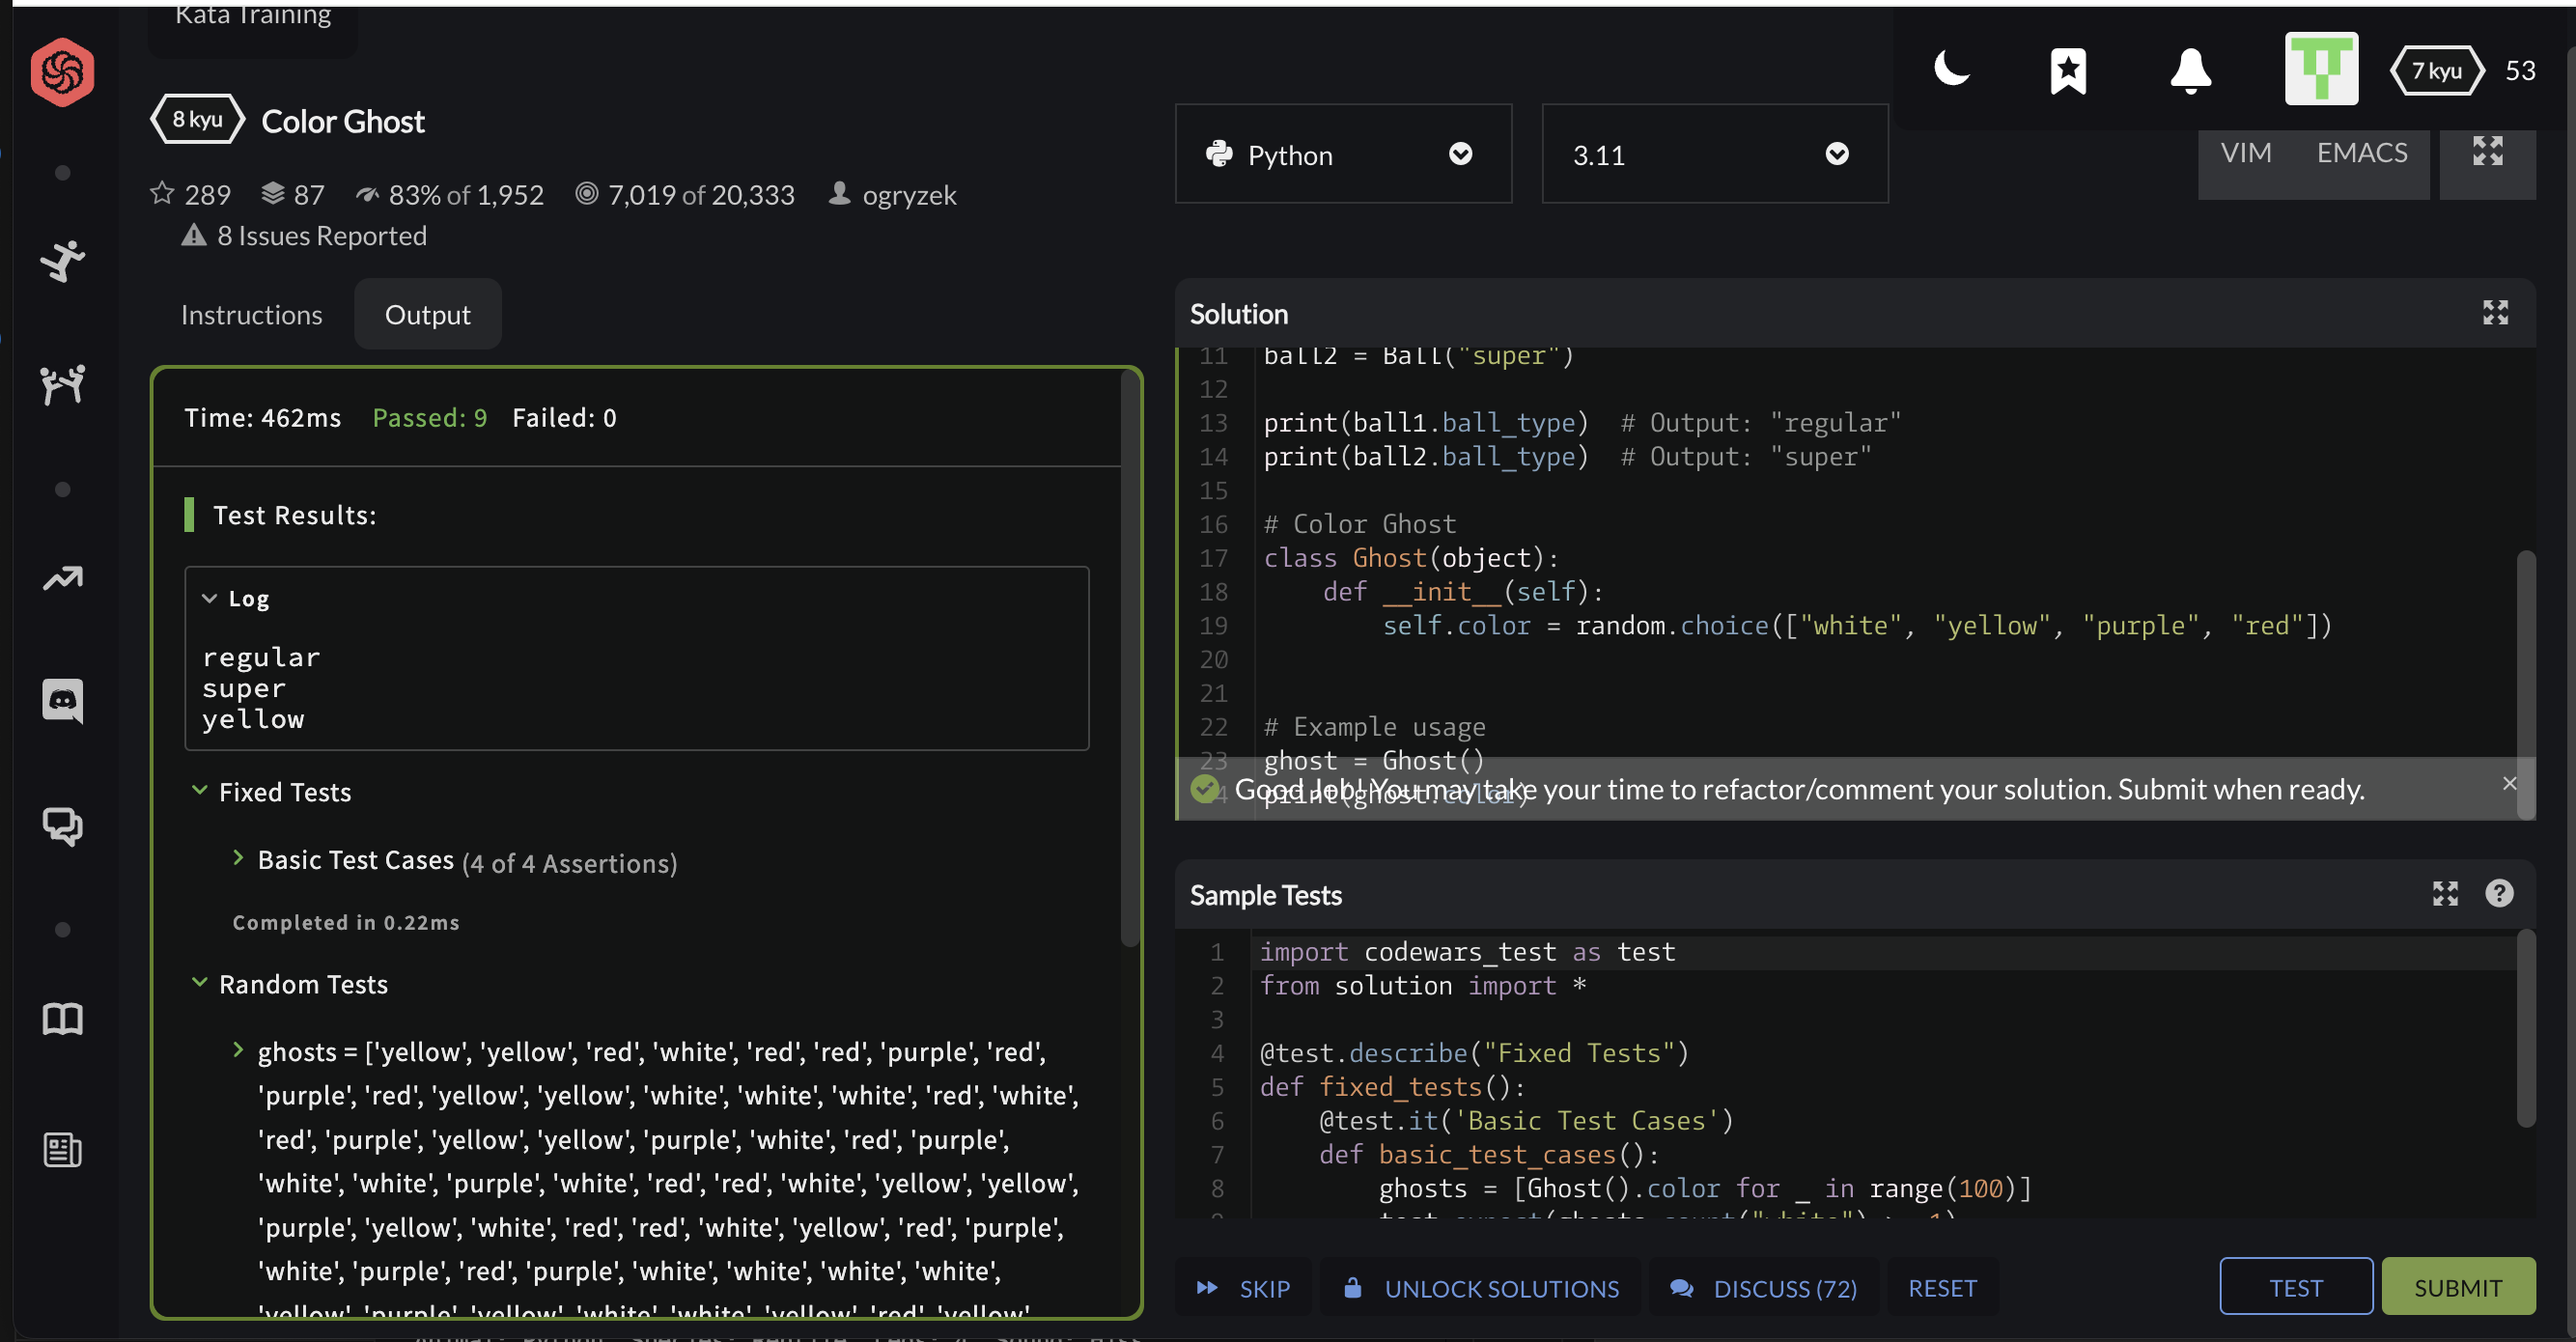 Kata Training
7 kyu 53
8 kyu Color Ghost
Python
3.11
VIM EMACS
289 87 83% of 1,952 7,019 of 20,333 ogryzek
8 Issues Reported
Instructions Output
Time: 462ms Passed: 9 Failed: 0
Test Results:
Log
regular
super
yellow
Fixed Tests
Basic Test Cases (4 of 4 Assertions)
Completed in 0.22ms
Random Tests
ghosts = ['yellow', 'yellow', 'red', 'white', 'red', 'red', 'purple', 'red',
'purple', 'red', 'yellow', 'yellow', 'white', 'white', 'white', 'red', 'white',
'red', 'purple', 'yellow', 'yellow', 'purple', 'white', 'red', 'purple',
'white', 'white', 'purple', 'white', 'red', 'red', 'white', 'yellow', 'yellow',
'purple', 'yellow', 'white', 'red', 'red', 'white', 'yellow', 'red', 'purple',
'white', 'purple', 'red', 'purple', 'white', 'white', 'white', 'white',
'yellow', 'purple', 'yellow', 'white', 'white', 'yellow', 'red', 'yellow',
Solution
11 ball2 = Ball("super")
12
13 print(ball1.ball_type)  # Output: "regular"
14 print(ball2.ball_type)  # Output: "super"
15
16 # Color Ghost
17 class Ghost(object):
18     def __init__(self):
19         self.color = random.choice(["white", "yellow", "purple", "red"])
20
21
22 # Example usage
23 ghost = Ghost()
24 print(ghost.color)
Good Job! You may take your time to refactor/comment your solution. Submit when ready.
Sample Tests
1 import codewars_test as test
2 from solution import *
3
4 @test.describe("Fixed Tests")
5 def fixed_tests():
6     @test.it('Basic Test Cases')
7     def basic_test_cases():
8         ghosts = [Ghost().color for _ in range(100)]
SKIP UNLOCK SOLUTIONS DISCUSS (72) RESET TEST SUBMIT